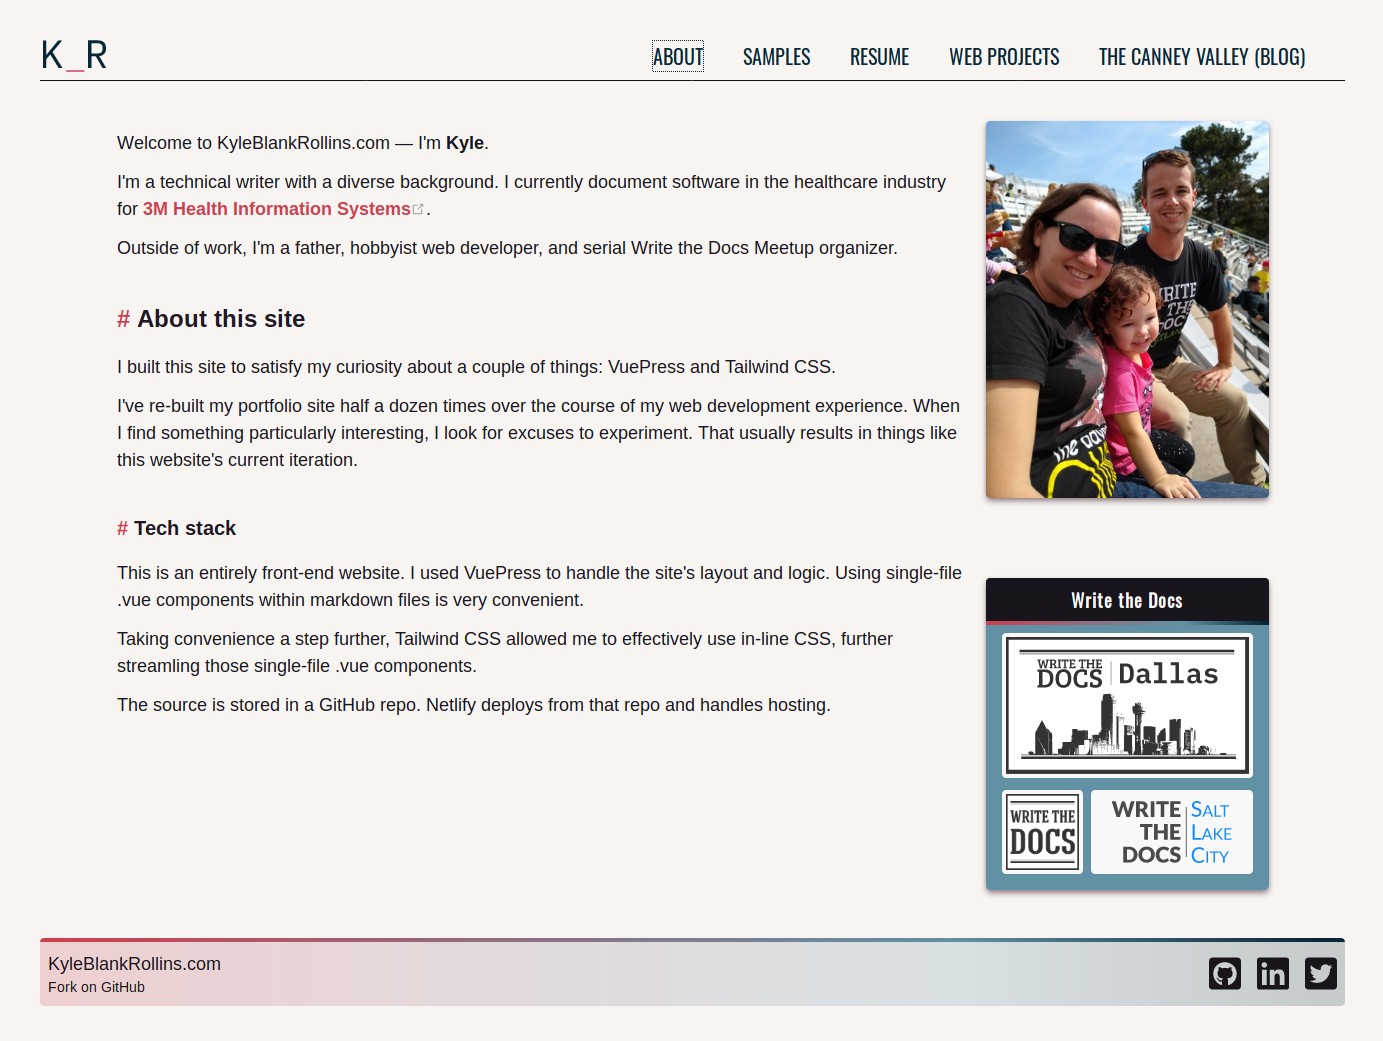 K_R
ABOUT SAMPLES RESUME WEB PROJECTS THE CANNEY VALLEY (BLOG)
Welcome to KyleBlankRollins.com — I'm Kyle.
I'm a technical writer with a diverse background. I currently document software in the healthcare industry
for 3M Health Information Systems.
Outside of work, I'm a father, hobbyist web developer, and serial Write the Docs Meetup organizer.
# About this site
I built this site to satisfy my curiosity about a couple of things: VuePress and Tailwind CSS.
I've re-built my portfolio site half a dozen times over the course of my web development experience. When
I find something particularly interesting, I look for excuses to experiment. That usually results in things like
this website's current iteration.
# Tech stack
This is an entirely front-end website. I used VuePress to handle the site's layout and logic. Using single-file
.vue components within markdown files is very convenient.
Taking convenience a step further, Tailwind CSS allowed me to effectively use in-line CSS, further
streamling those single-file .vue components.
The source is stored in a GitHub repo. Netlify deploys from that repo and handles hosting.
WRITE
THE
Write the Docs
WRITE THE
DOCS
Dallas
WRITE THE
DOCS
WRITE
THE
DOCS
SALT
LAKE
CITY
KyleBlankRollins.com
Fork on GitHub
in